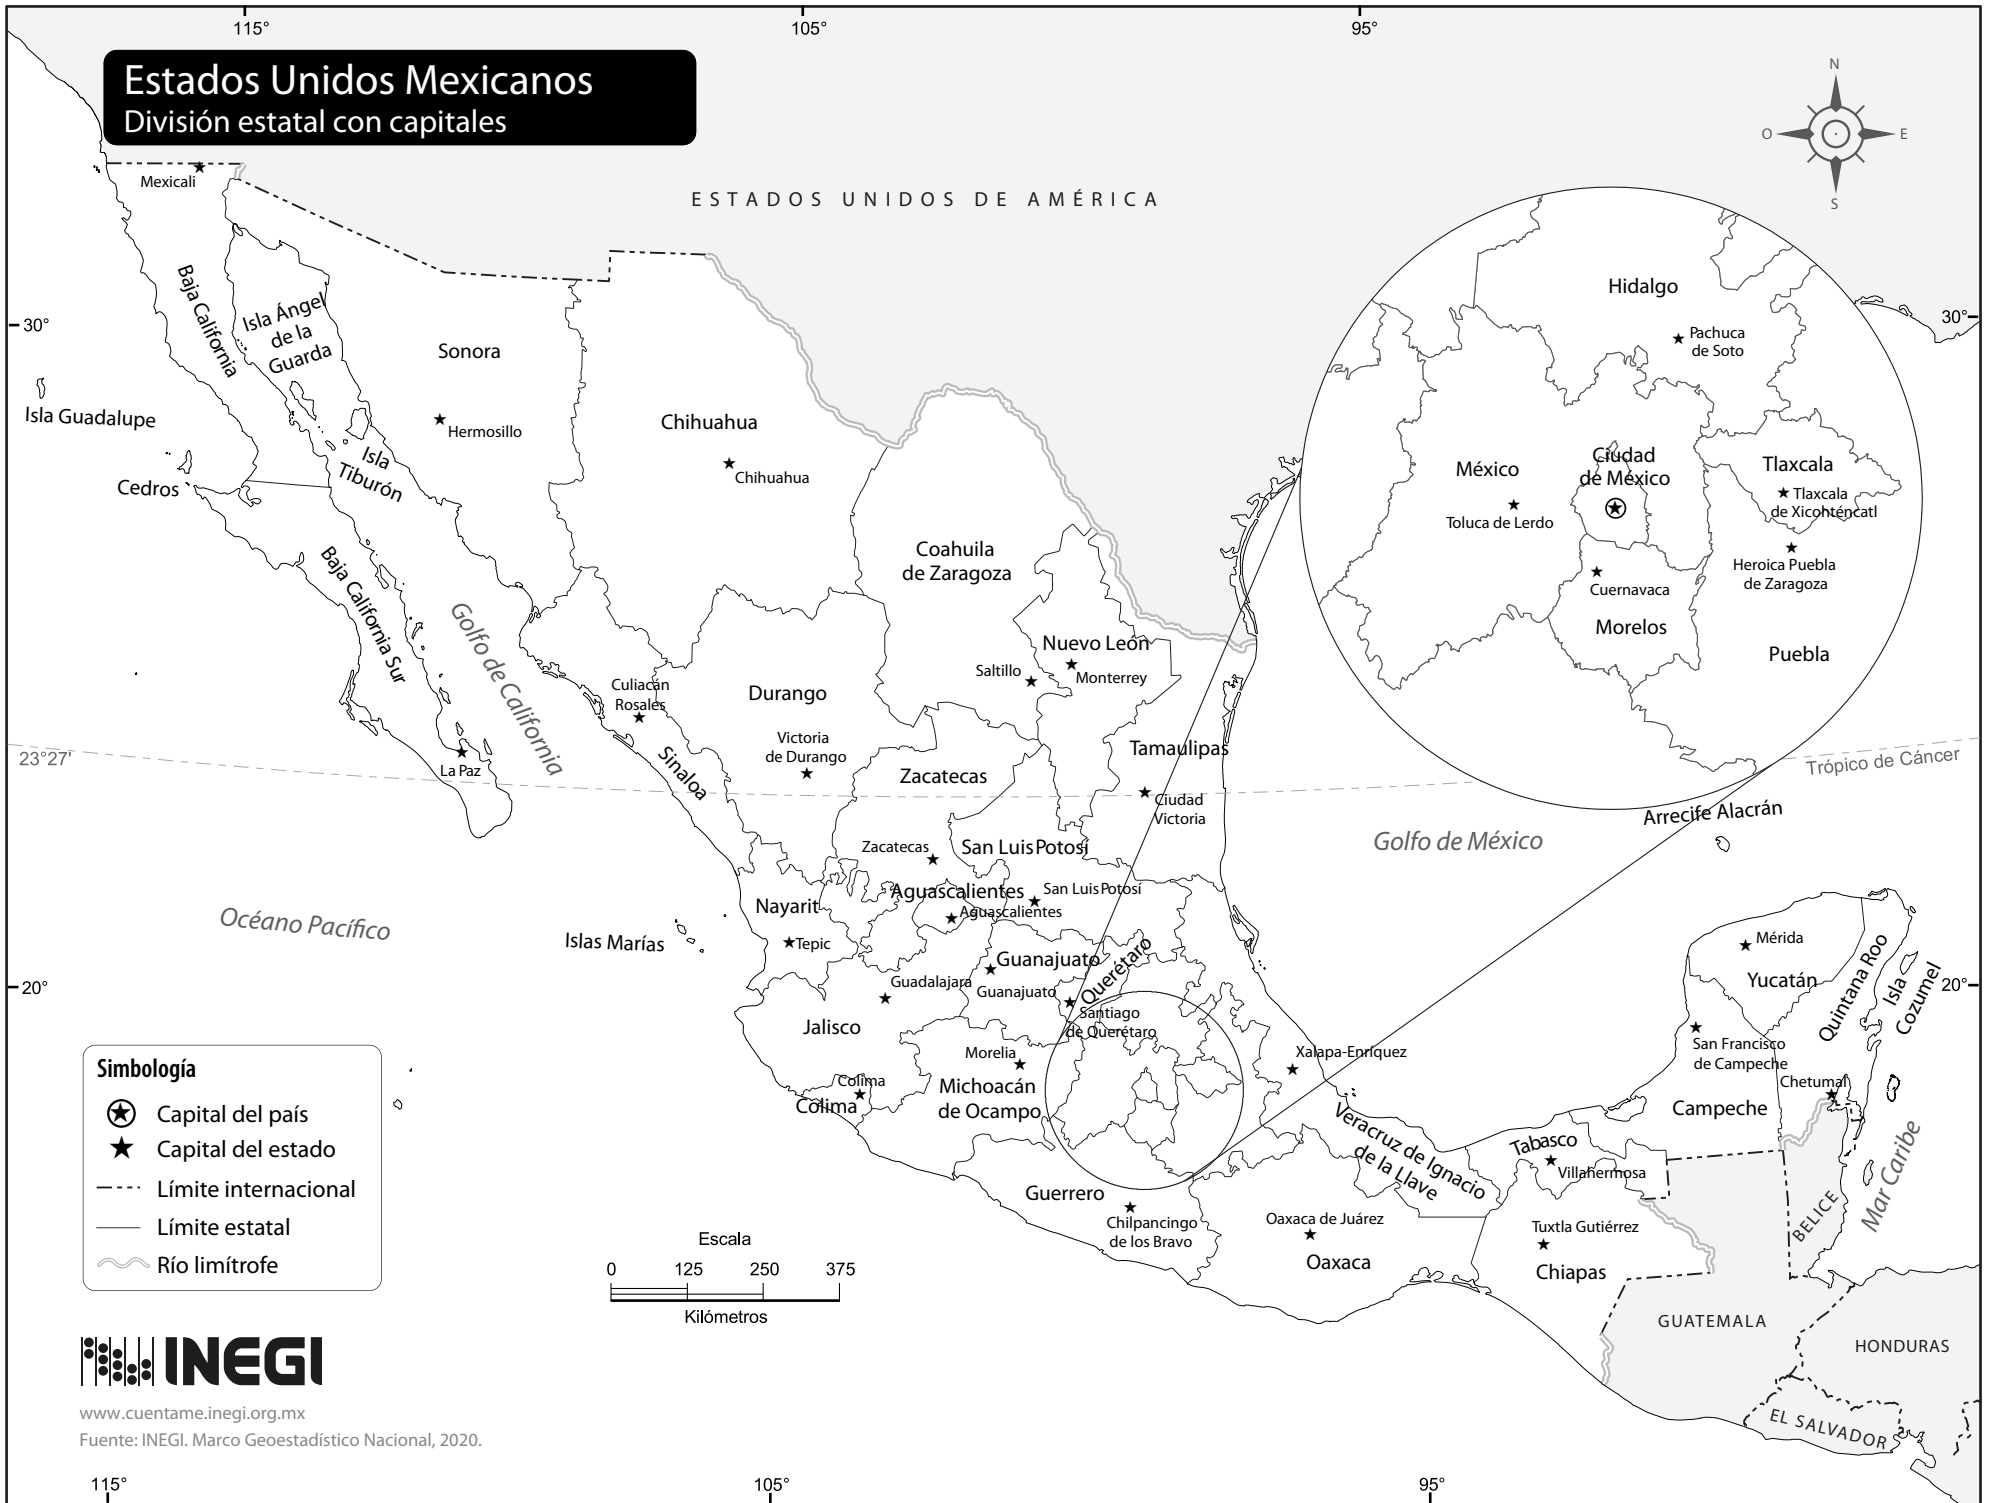 115°
105°
95°
Estados Unidos Mexicanos
División estatal con capitales
N
O
E
S
ESTADOS UNIDOS DE AMÉRICA
Mexicali
Baja California
Isla Ángel
de la
Guarda
Sonora
Hermosillo
30°
30°
Isla Guadalupe
Cedros
Isla
Tiburón
Chihuahua
Chihuahua
Coahuila
de Zaragoza
Baja California Sur
Golfo de California
Nuevo León
Saltillo
Monterrey
Culiacán
Rosales
Durango
Victoria
de Durango
Sinaloa
La Paz
23°27'
Zacatecas
Zacatecas
Tamaulipas
Ciudad
Victoria
San Luis Potosí
San Luis Potosí
Aguascalientes
Aguascalientes
Nayarit
Tepic
Islas Marías
Océano Pacífico
Guanajuato
Guanajuato
Querétaro
Santiago
de Querétaro
Guadalajara
Jalisco
20°
20°
Morelia
Michoacán
de Ocampo
Colima
Colima
Guerrero
Chilpancingo
de los Bravo
Hidalgo
Pachuca
de Soto
México
Toluca de Lerdo
Ciudad
de México
Tlaxcala
Tlaxcala
de Xicohténcatl
Heroica Puebla
de Zaragoza
Cuernavaca
Morelos
Puebla
Trópico de Cáncer
Arrecife Alacrán
Golfo de México
Mérida
Yucatán
Quintana Roo
Isla
Cozumel
San Francisco
de Campeche
Chetumal
Campeche
Xalapa-Enríquez
Veracruz de Ignacio
de la Llave
Tabasco
Villahermosa
Oaxaca de Juárez
Oaxaca
Tuxtla Gutiérrez
Chiapas
Mar Caribe
BELICE
GUATEMALA
HONDURAS
EL SALVADOR
Simbología
Capital del país
Capital del estado
Límite internacional
Límite estatal
Río limítrofe
Escala
0 125 250 375
Kilómetros
INEGI
www.cuentame.inegi.org.mx
Fuente: INEGI. Marco Geoestadístico Nacional, 2020.
115°
105°
95°